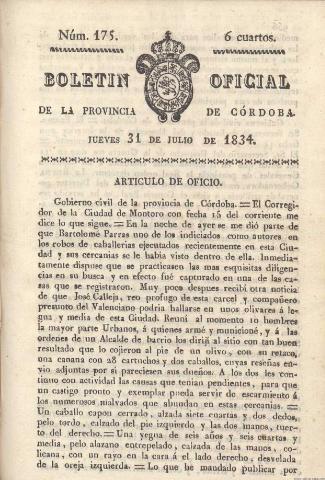 Núm. 175.
6 cuartos.
BOLETIN OFICIAL
DE LA PROVINCIA DE CÓRDOBA.
JUEVES 31 DE JULIO DE 1834.
ARTICULO DE OFICIO.
Gobierno civil de la provincia de Córdoba. = El Corregi-
dor de la Ciudad de Montoro con fecha 15 del corriente me
dice lo que sigue. = En la noche de ayer se me dió parte de
que Bartolomé Parras uno de los indiciados como autores en
los robos de caballerias ejecutados recientemente en esta Ciu-
dad y sus cercanías se le habia visto dentro de ella. Inmedia-
tamente dispuse que se practicasen las mas esquisitas diligen-
cias en su busca y en efecto fué capturado en una de las ca-
sas que se registraron. Muy poco despues recibí otra noticia
de que José Calleja, reo profugo de esta carcel y compañero
presunto del Valenciano podria hallarse en unos olivares á le-
gua y media de esta Ciudad. Reuní al momento 10 hombres
la mayor parte Urbanos, á quienes armé y municioné, y á las
ordenes de un Alcalde de barrio los dirigí al sitio con tan buen
resultado que lo cojieron al pie de un olivo, con su retaco,
una canana con 28 cartuchos y dos caballos, cuyas reseñas en-
vio adjuntas por si pareciesen sus dueños. A los dos les con-
tinuo con actividad las causas que tenian pendientes, para que
un castigo pronto y exemplar pueda servir de escarmiento á
los numerosos malvados que abundan en estas cercanías. =
Un caballo capon cerrado, alzada siete cuartas y dos dedos,
pelo tordo, calzado del pie izquierdo y las dos manos, tuer-
to del derecho. = Una yegua de seis años y seis cuartas y
media, pelo alazano entrepelado, calzada de las manos, co-
licana, con un rayo en la cara á el lado derecho, desvelada
de la oreja izquierda. = Lo que he mandado publicar por